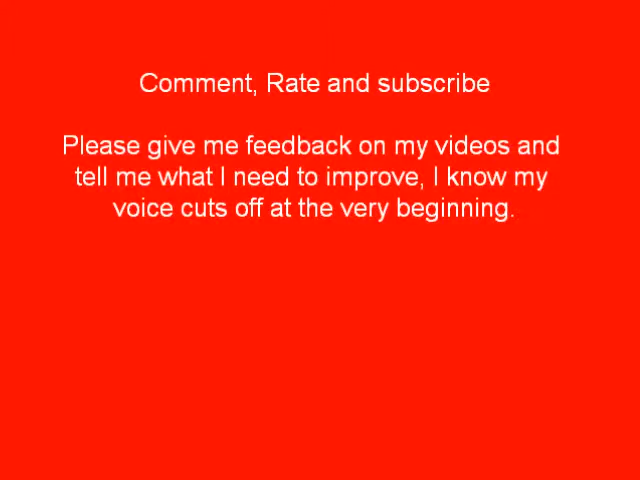 Comment, Rate and subscribe
Please give me feedback on my videos and
tell me what I need to improve, I know my
voice cuts off at the very beginning.